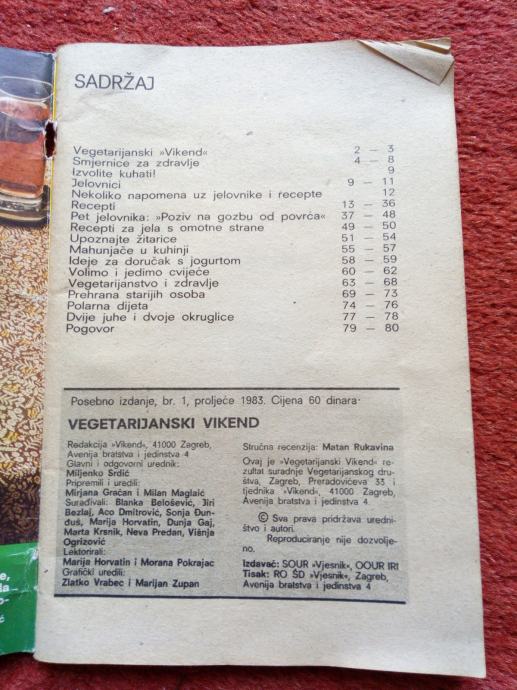 SADRŽAJ
Vegetarijanski »Vikend« 2 — 3
Smjernice za zdravlje 4 — 8
Izvolite kuhati! 9
Jelovnici 9 — 11
Nekoliko napomena uz jelovnike i recepte 12
Recepti 13 — 36
Pet jelovnika: »Poziv na gozbu od povrća« 37 — 48
Recepti za jela s omotne strane 49 — 50
Upoznajte žitarice 51 — 54
Mahunjače u kuhinji 55 — 57
Ideje za doručak s jogurtom 58 — 59
Volimo i jedimo cvijeće 60 — 62
Vegetarijanstvo i zdravlje 63 — 68
Prehrana starijih osoba 69 — 73
Polarna dijeta 74 — 76
Dvije juhe i dvoje okruglice 77 — 78
Pogovor 79 — 80
Posebno izdanje, br. 1, proljeće 1983. Cijena 60 dinara
VEGETARIJANSKI VIKEND
Redakcija »Vikend«, 41000 Zagreb,
Avenija bratstva i jedinstva 4
Glavni i odgovorni urednik:
Miljenko Srdić
Pripremili i uredili:
Mirjana Gračan i Milan Maglaić
Surađivali: Blanka Belošević, Jiri
Bezlaj, Aco Dmitrović, Sonja Đun-
đuš, Marija Horvatin, Dunja Gaj,
Marta Krsnik, Neva Predan, Višnja
Ogrizović
Lektorirali:
Marija Horvatin i Morana Pokrajac
Grafički uredili:
Zlatko Vrabec i Marijan Zupan
Stručna recenzija: Matan Rukavina
Ovaj je »Vegetarijanski Vikend« re-
zultat suradnje Vegetarijanskog dru-
štva, Zagreb, Preradovićeva 33 i
tjednika »Vikend«, 41000 Zagreb,
Avenija bratstva i jedinstva 4.
© Sva prava pridržava uredni-
štvo i autori.
Reproduciranje nije dozvolje-
no.
Izdavač: SOUR »Vjesnik«, OOUR IRI
Tisak: RO ŠD »Vjesnik«, Zagreb,
Avenija bratstva i jedinstva 4